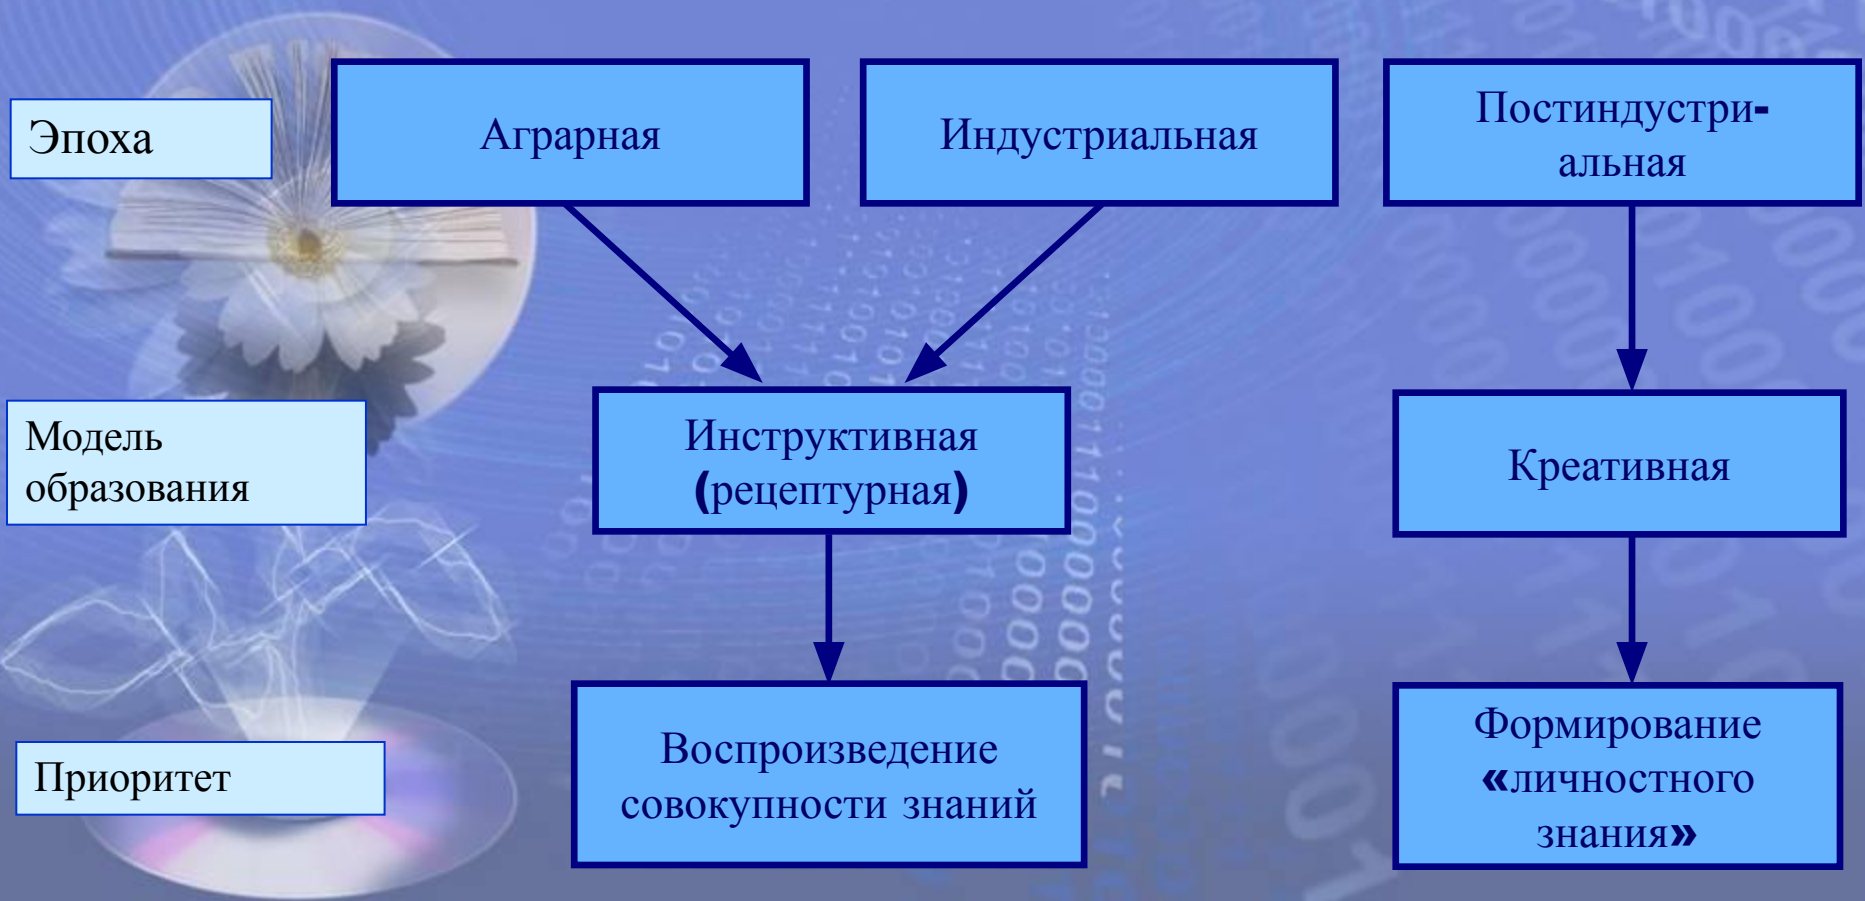 Эпоха
Аграрная
Индустриальная
Постиндустри-
альная
Модель
образования
Инструктивная
(рецептурная)
Креативная
Приоритет
Воспроизведение
совокупности знаний
Формирование
«личностного
знания»